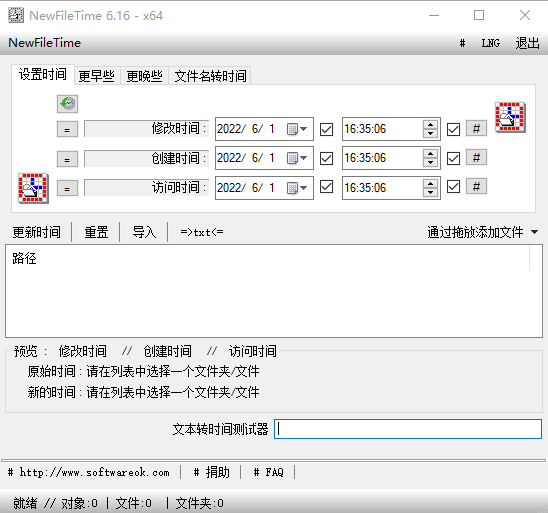 NewFileTime 6.16 - x64
NewFileTime # LNG 退出
设置时间 更早些 更晚些 文件名转时间
= 修改时间: 2022/ 6/ 1 16:35:06 #
= 创建时间: 2022/ 6/ 1 16:35:06 #
= 访问时间: 2022/ 6/ 1 16:35:06 #
更新时间 重置 导入 =>txt<= 通过拖放添加文件
路径
预览 : 修改时间 // 创建时间 // 访问时间
原始时间:请在列表中选择一个文件夹/文件
新的时间:请在列表中选择一个文件夹/文件
文本转时间测试器
# http://www.softwareok.com # 捐助 # FAQ
就绪 // 对象:0 | 文件:0 | 文件夹:0